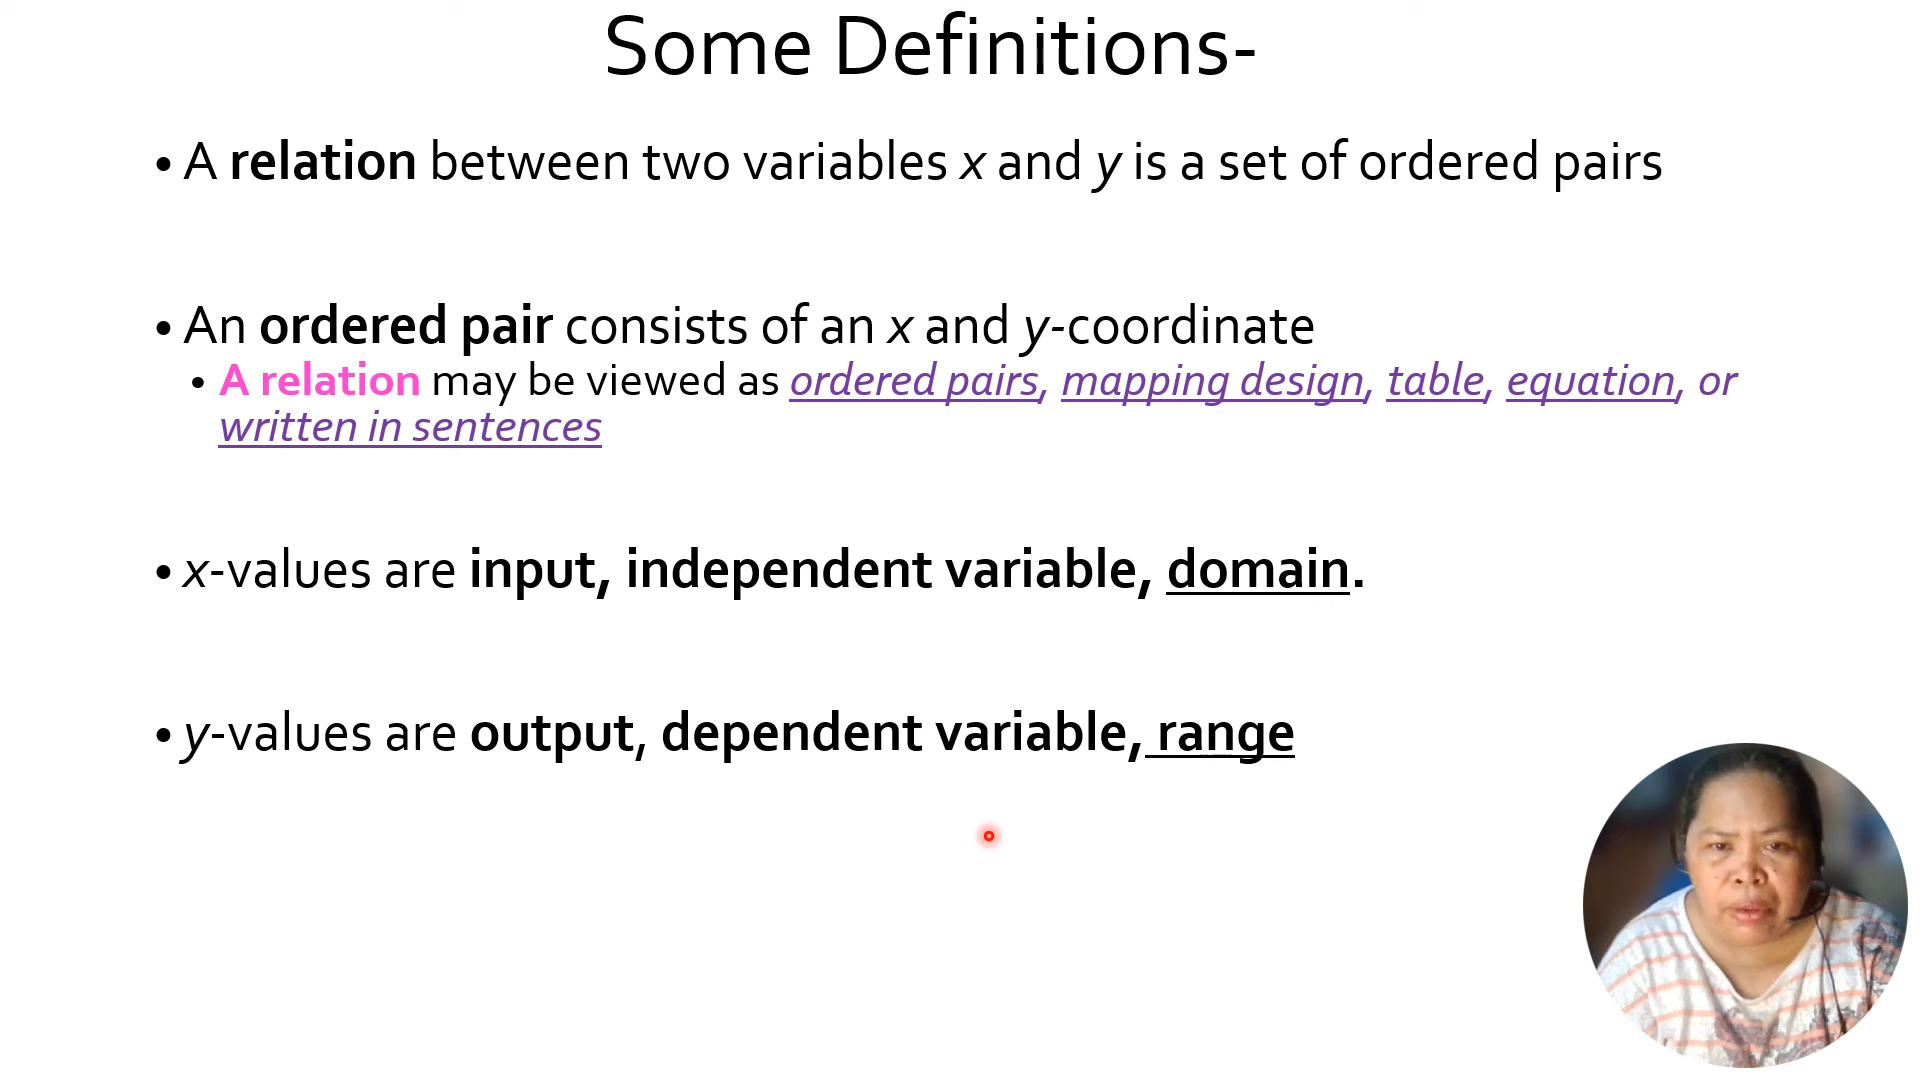 Some Definitions-
• A relation between two variables x and y is a set of ordered pairs
• An ordered pair consists of an x and y-coordinate
• A relation may be viewed as ordered pairs, mapping design, table, equation, or
written in sentences
• x-values are input, independent variable, domain.
• y-values are output, dependent variable, range